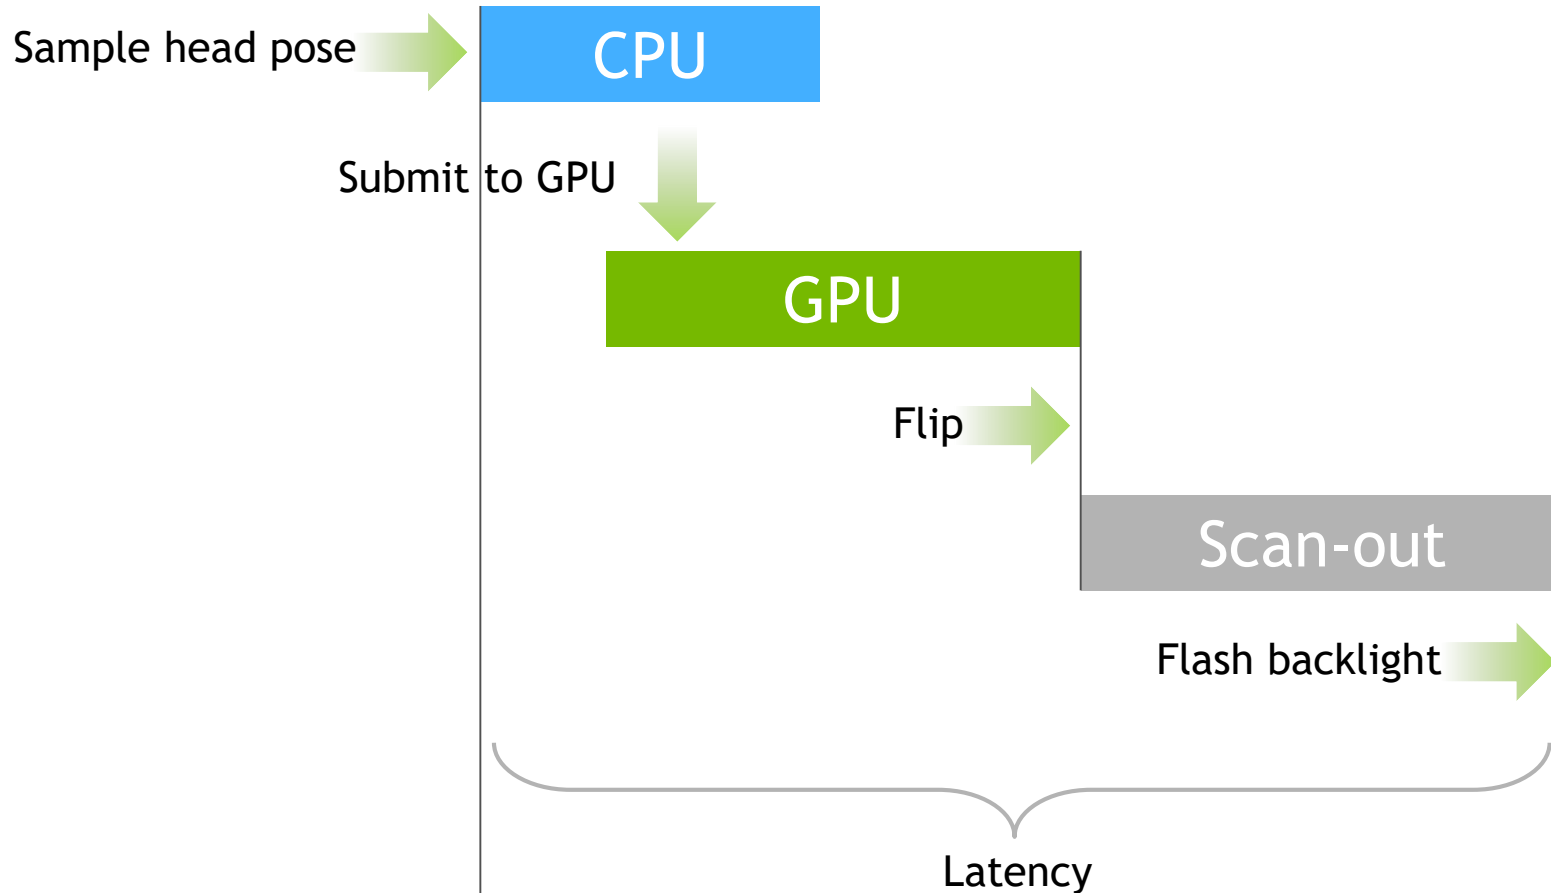 Sample head pose
CPU
Submit to GPU
GPU
Flip
Scan-out
Flash backlight
Latency